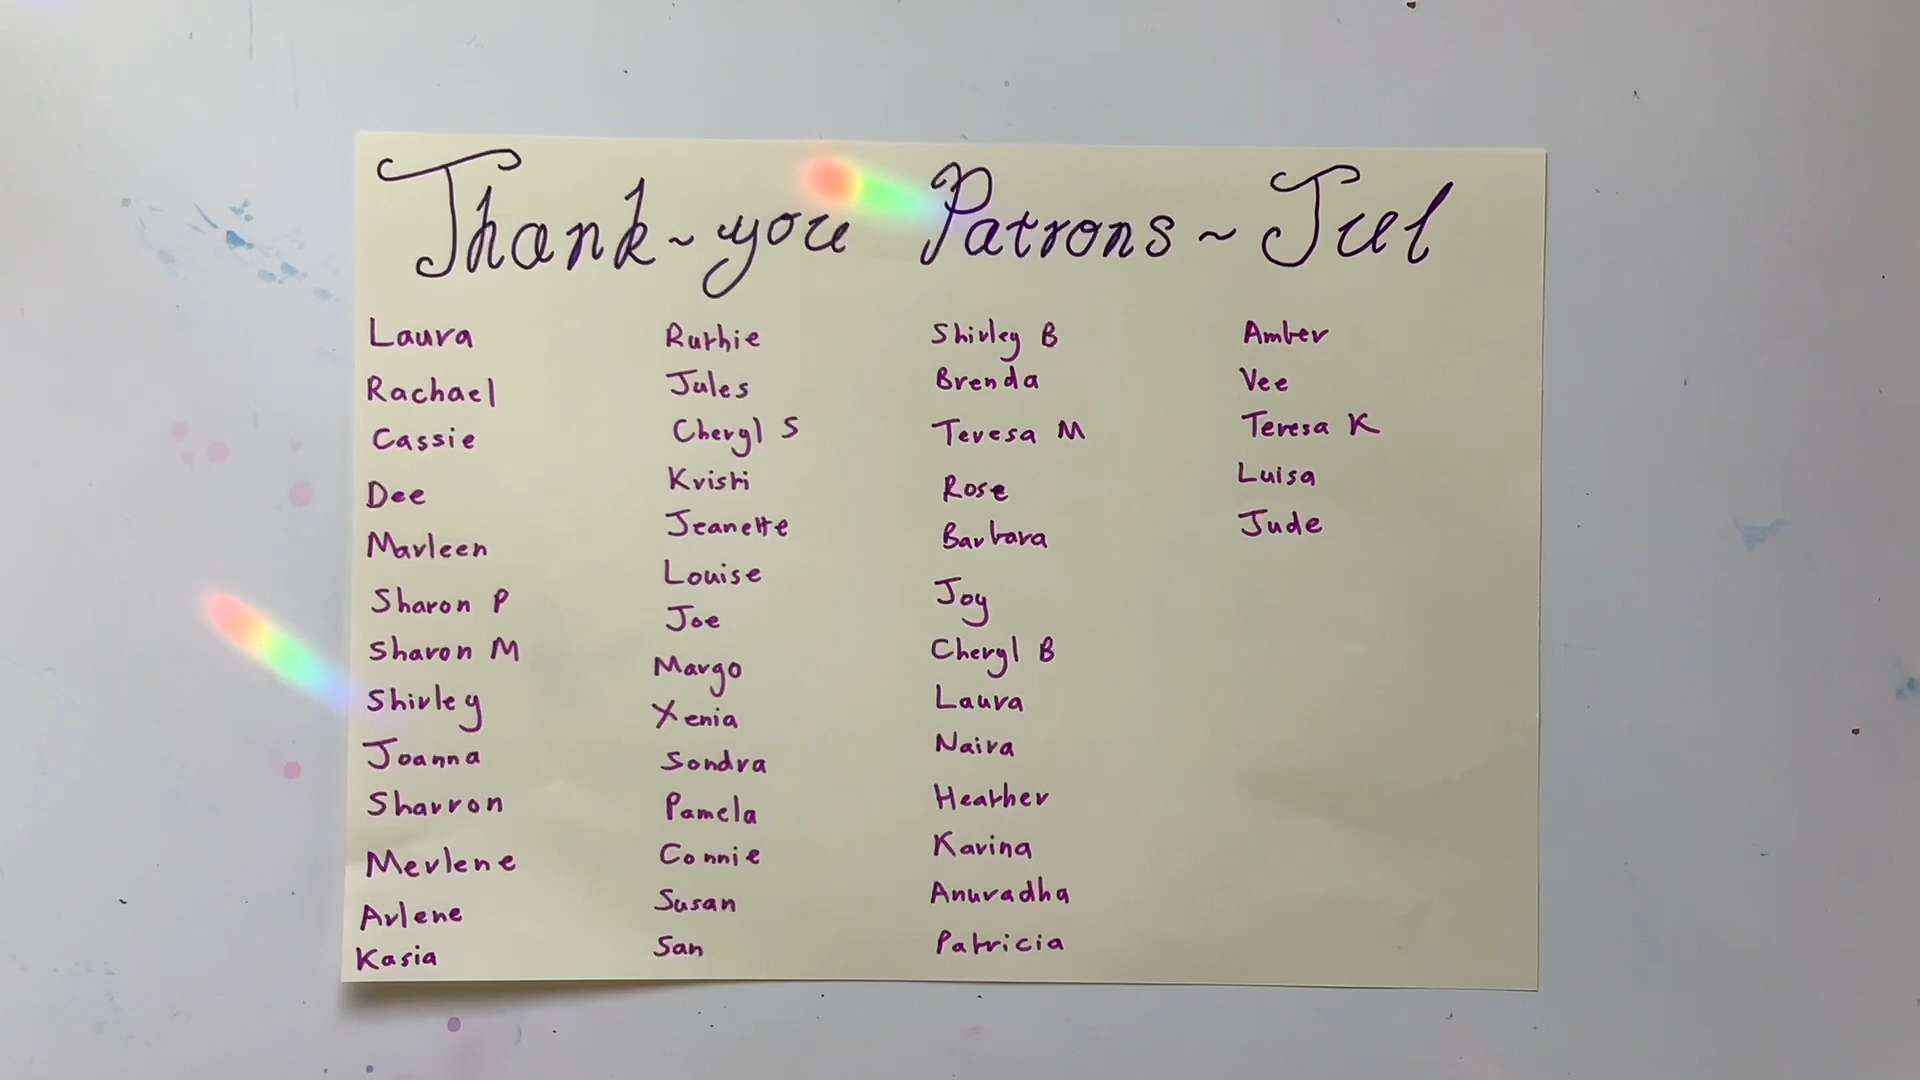 Thank~you Patrons ~ Jul
Laura
Rachael
Cassie
Dee
Marleen
Sharon P
Sharon M
Shirley
Joanna
Sharron
Merlene
Arlene
Kasia
Ruthie
Jules
Cheryl S
Kristi
Jeanette
Louise
Joe
Margo
Xenia
Sondra
Pamela
Connie
Susan
San
Shirley B
Brenda
Teresa M
Rose
Barbara
Joy
Cheryl B
Laura
Naira
Heather
Karina
Anuradha
Patricia
Amber
Vee
Teresa K
Luisa
Jude